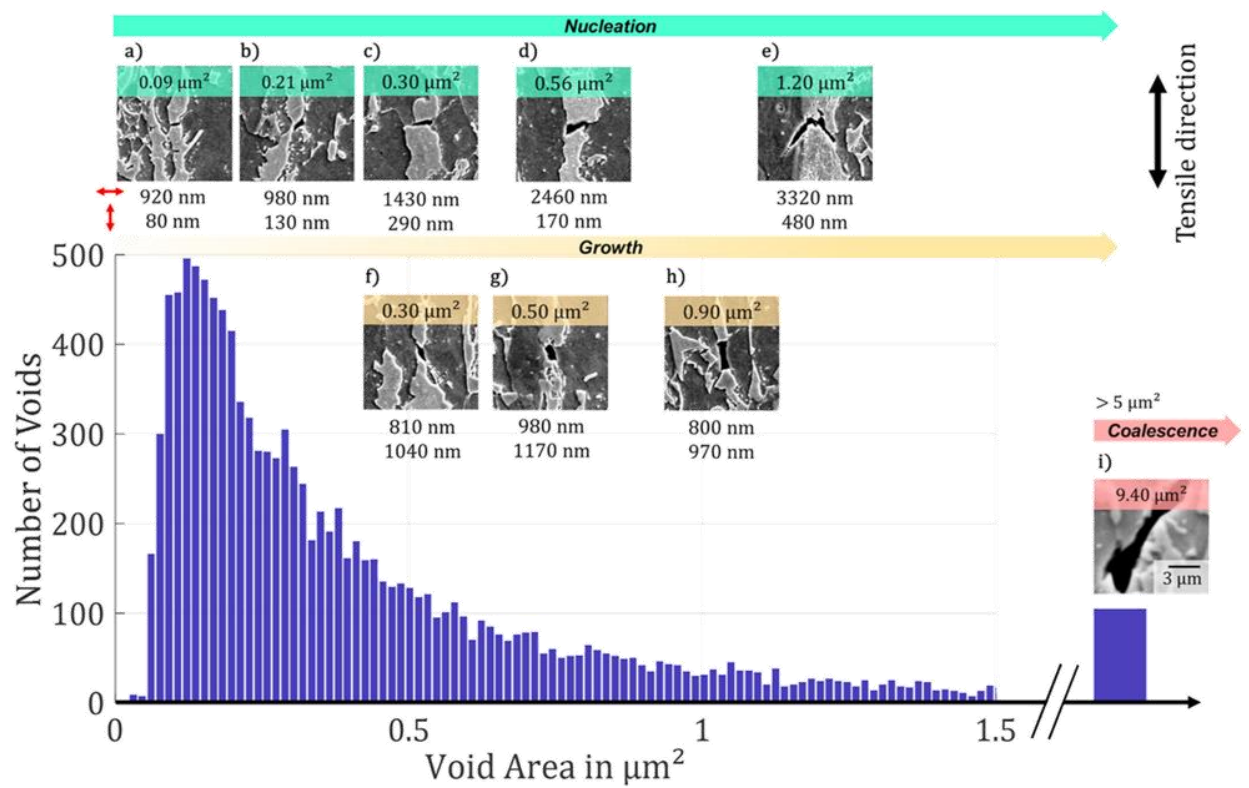 Nucleation
a) b) c) d) e)
0.09 μm² 0.21 μm² 0.30 μm² 0.56 μm² 1.20 μm²
920 nm 980 nm 1430 nm 2460 nm 3320 nm
80 nm 130 nm 290 nm 170 nm 480 nm
Tensile direction
Growth
f) g) h)
0.30 μm² 0.50 μm² 0.90 μm²
810 nm 980 nm 800 nm
1040 nm 1170 nm 970 nm
> 5 μm²
Coalescence
i)
9.40 μm²
3 μm
Number of Voids
500
400
300
200
100
0
0 0.5 1 1.5
Void Area in μm²